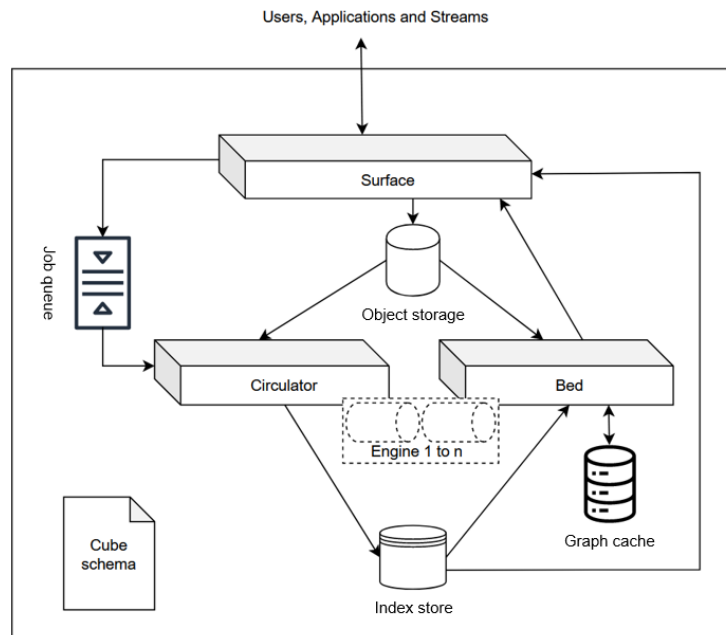 Users, Applications and Streams
Surface
Job queue
Object storage
Circulator
Bed
Engine 1 to n
Graph cache
Cube
schema
Index store